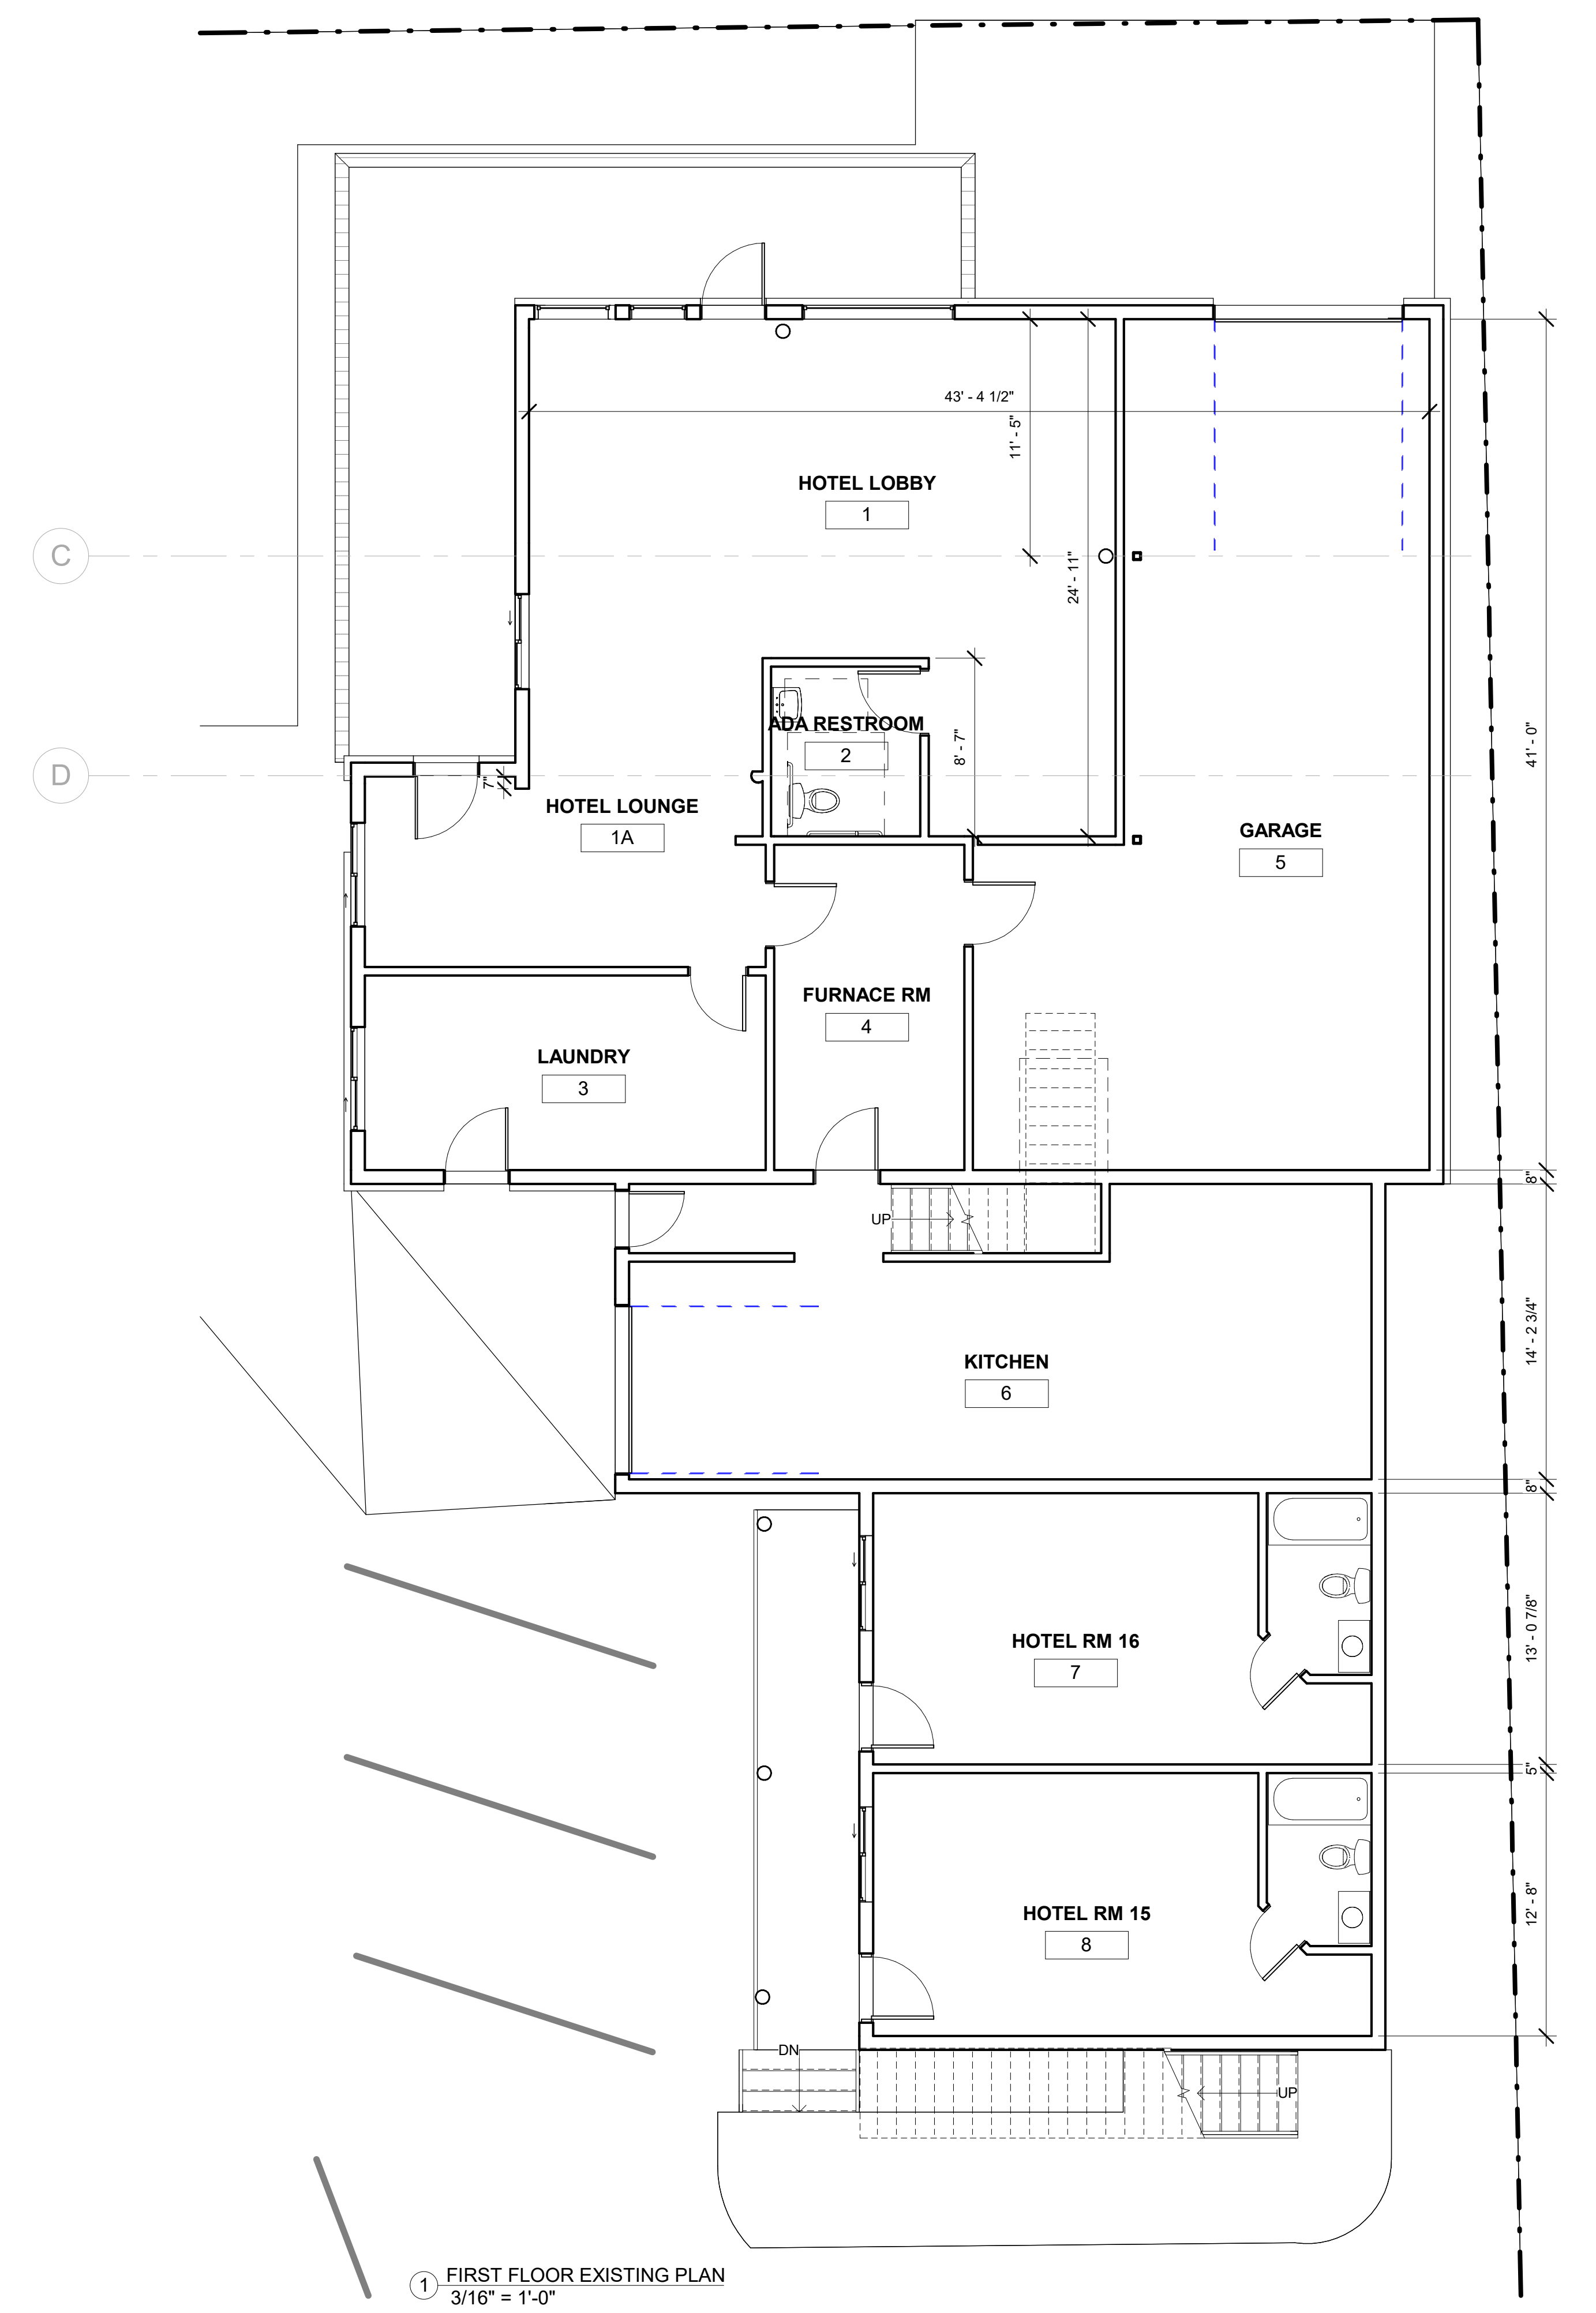 43' - 4 1/2"
11' - 5"
HOTEL LOBBY
1
C
24' - 11"
ADA RESTROOM
2
8' - 7"
41' - 0"
D
7"
HOTEL LOUNGE
1A
GARAGE
5
FURNACE RM
4
LAUNDRY
3
8"
UP
14' - 2 3/4"
KITCHEN
6
8"
13' - 0 7/8"
HOTEL RM 16
7
5"
12' - 8"
HOTEL RM 15
8
DN
UP
1
FIRST FLOOR EXISTING PLAN
3/16" = 1'-0"